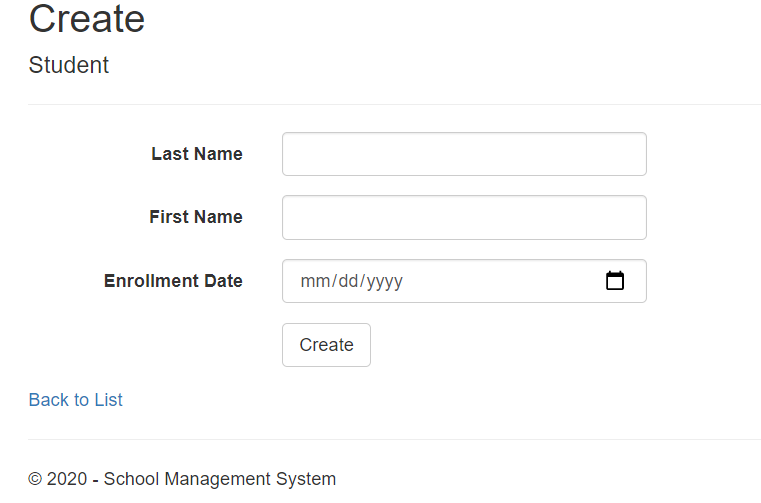 Create
Student
Last Name
First Name
Enrollment Date mm/dd/yyyy
Create
Back to List
© 2020 - School Management System